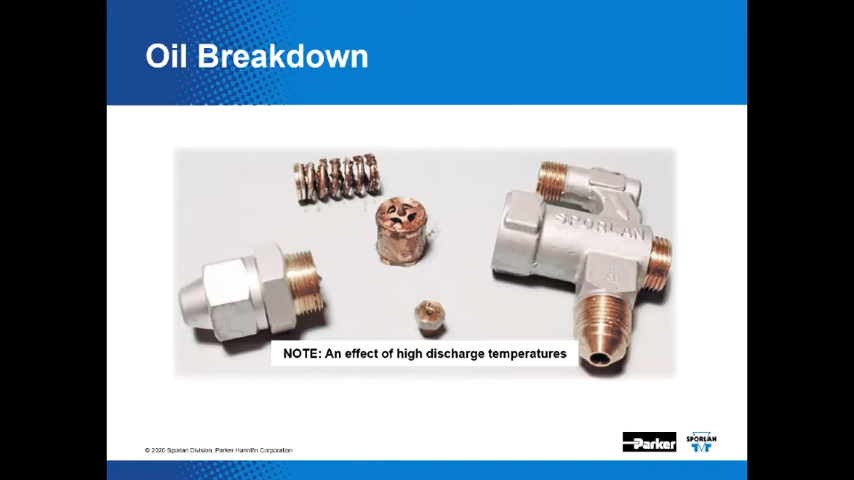 Oil Breakdown
SPORLAN
NOTE: An effect of high discharge temperatures
© 2020 Sporlan Division, Parker Hannifin Corporation
Parker
SPORLAN